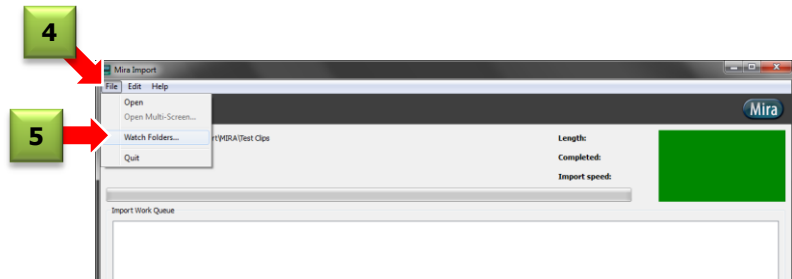 4
Mira Import
File Edit Help
Open
Mira
Open Multi-Screen...
5
Watch Folders...
rt\MIRA\Test Clips
Length:
Quit
Completed:
Import speed:
Import Work Queue